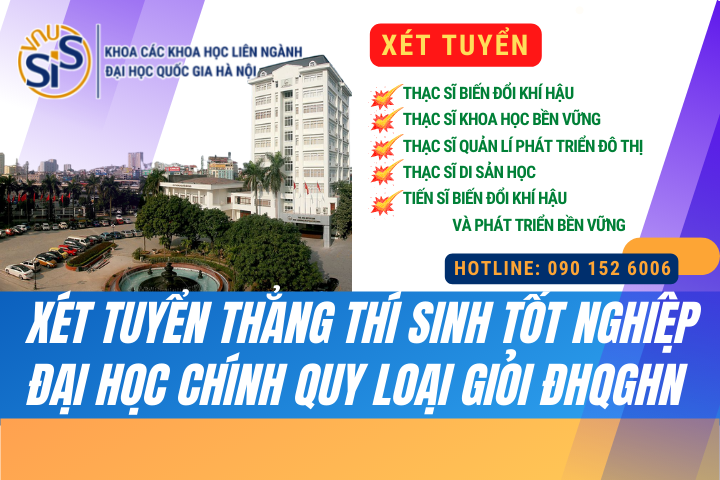 VNU
SIS
KHOA CÁC KHOA HỌC LIÊN NGÀNH
ĐẠI HỌC QUỐC GIA HÀ NỘI
XÉT TUYỂN
THẠC SĨ BIẾN ĐỔI KHÍ HẬU
THẠC SĨ KHOA HỌC BỀN VỮNG
THẠC SĨ QUẢN LÍ PHÁT TRIỂN ĐÔ THỊ
THẠC SĨ DI SẢN HỌC
TIẾN SĨ BIẾN ĐỔI KHÍ HẬU
VÀ PHÁT TRIỂN BỀN VỮNG
HOTLINE: 090 152 6006
XÉT TUYỂN THẲNG THÍ SINH TỐT NGHIỆP
ĐẠI HỌC CHÍNH QUY LOẠI GIỎI ĐHQGHN